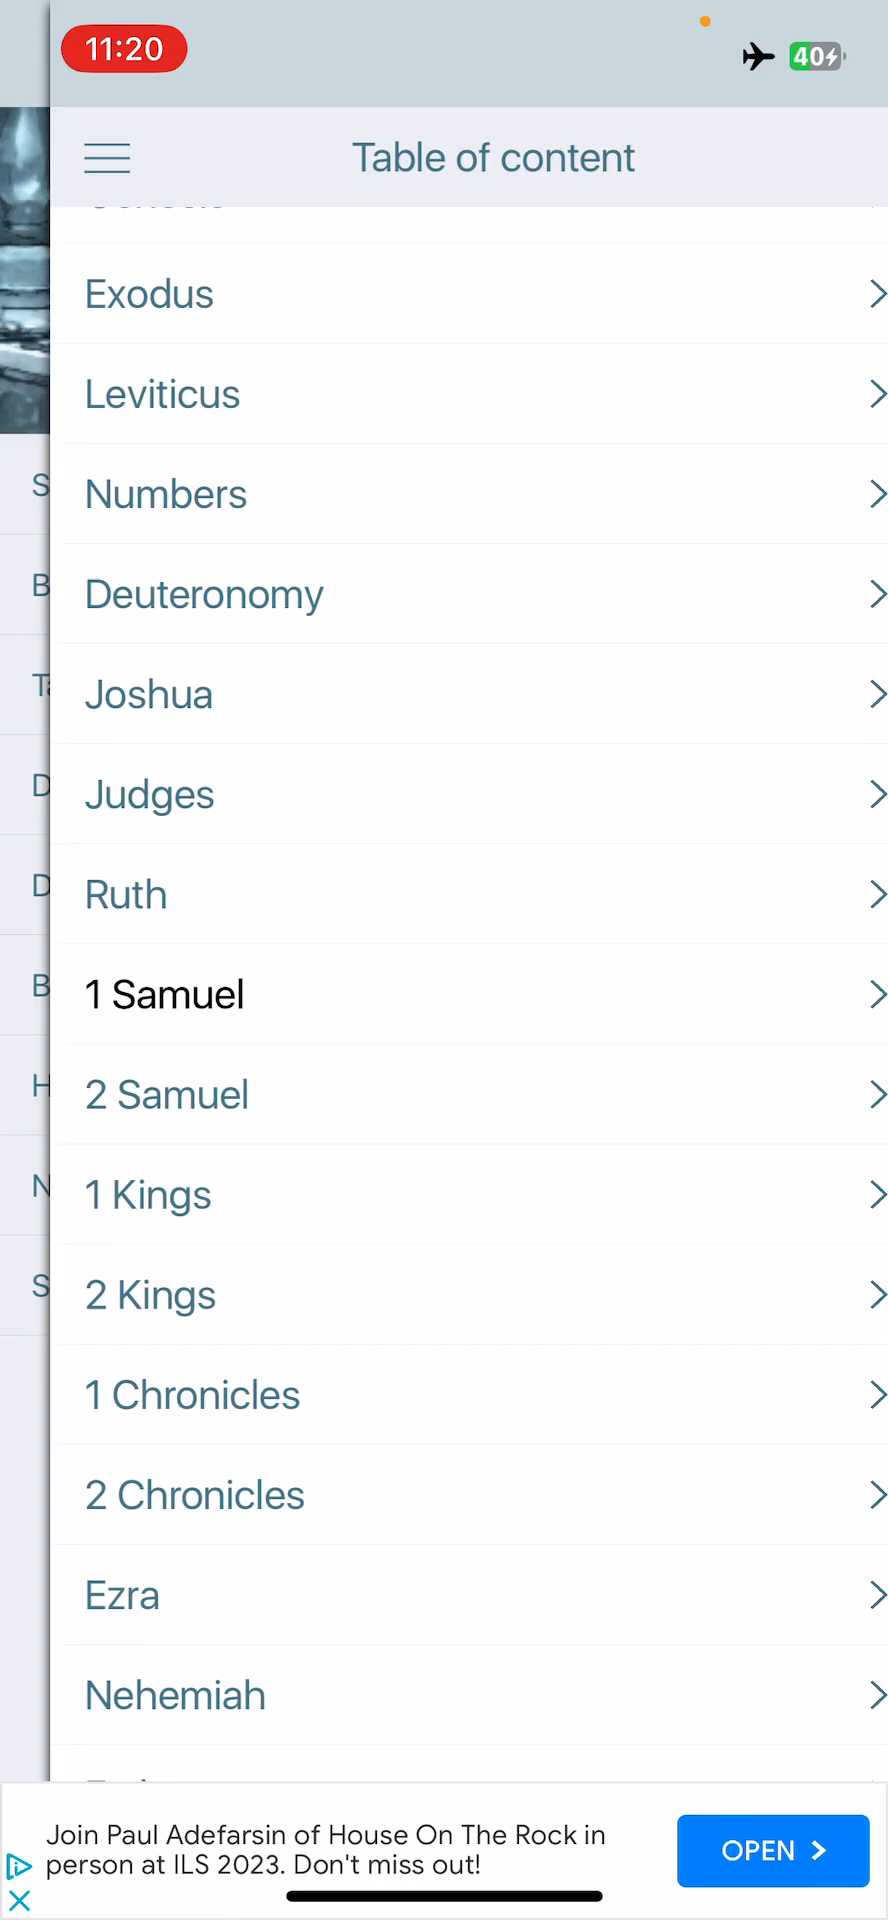 11:20
40
Table of content
Exodus
Leviticus
S
Numbers
B
Deuteronomy
Joshua
D
Judges
D
Ruth
B
1 Samuel
H
2 Samuel
N
1 Kings
S
2 Kings
1 Chronicles
2 Chronicles
Ezra
Nehemiah
Join Paul Adefarsin of House On The Rock in
person at ILS 2023. Don't miss out!
OPEN